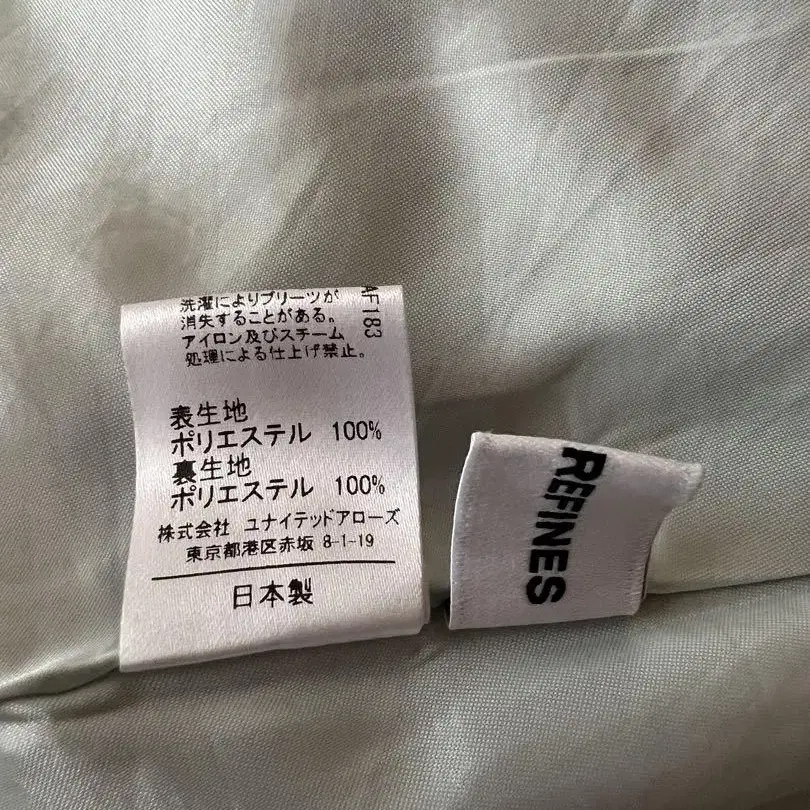 洗濯によりプリーツが
消失することがある。
アイロン及びスチーム
処理による仕上げ禁止。
AF183
表生地
ポリエステル 100%
裏生地
ポリエステル 100%
株式会社 ユナイテッドアローズ
東京都港区赤坂 8-1-19
日本製
REFINES